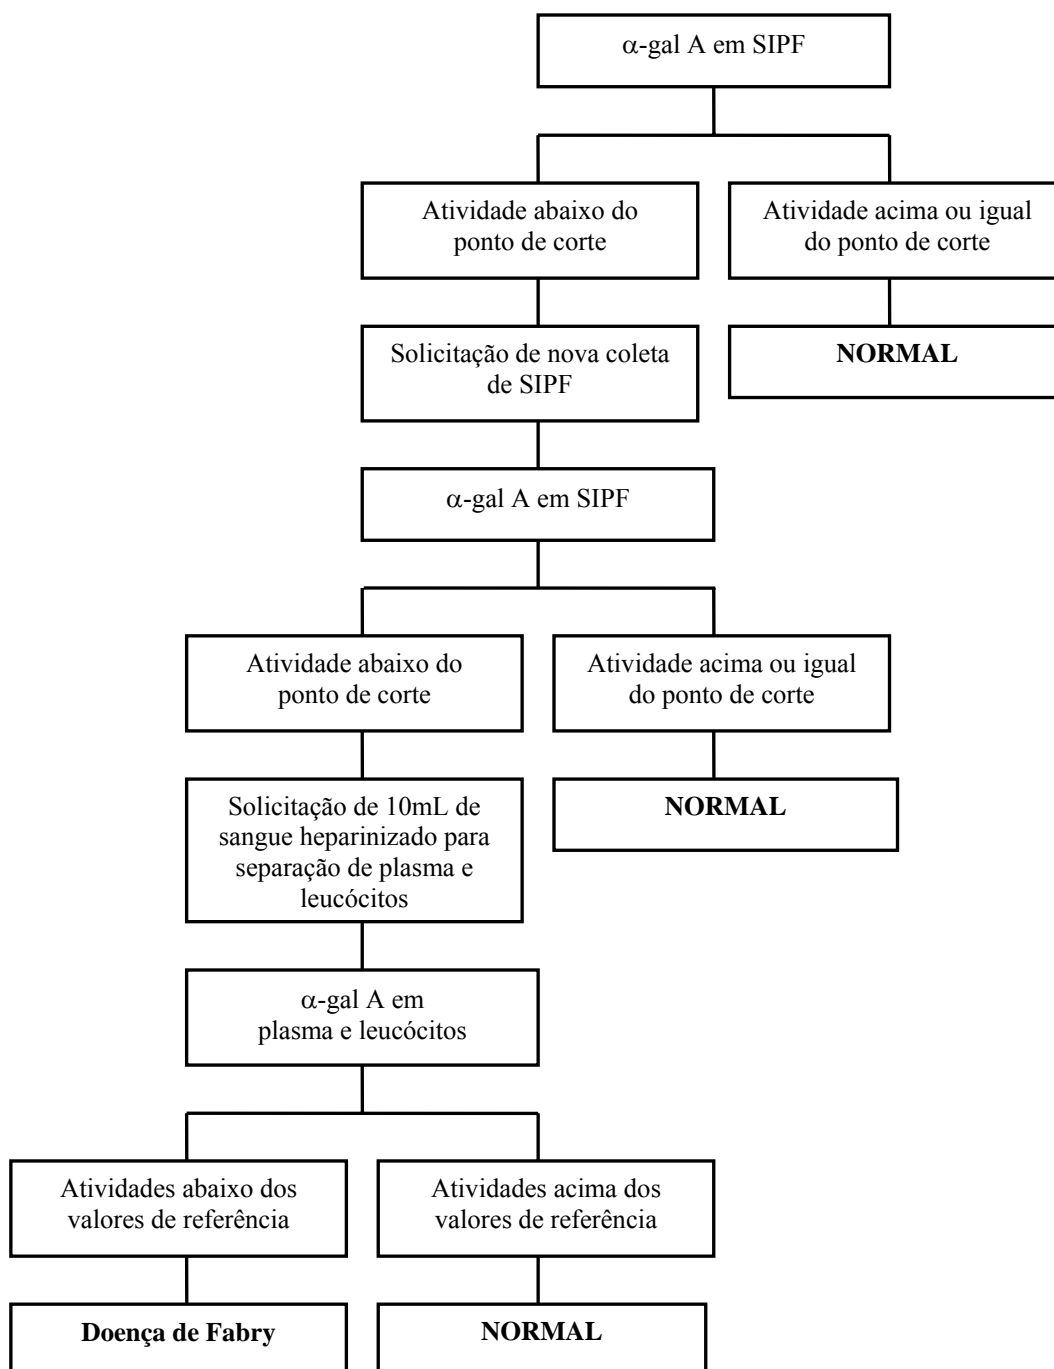 α-gal A em SIPF
Atividade abaixo do
ponto de corte
Atividade acima ou igual
do ponto de corte
Solicitação de nova coleta
de SIPF
NORMAL
α-gal A em SIPF
Atividade abaixo do
ponto de corte
Atividade acima ou igual
do ponto de corte
Solicitação de 10mL de
sangue heparinizado para
separação de plasma e
leucócitos
NORMAL
α-gal A em
plasma e leucócitos
Atividades abaixo dos
valores de referência
Atividades acima dos
valores de referência
Doença de Fabry
NORMAL